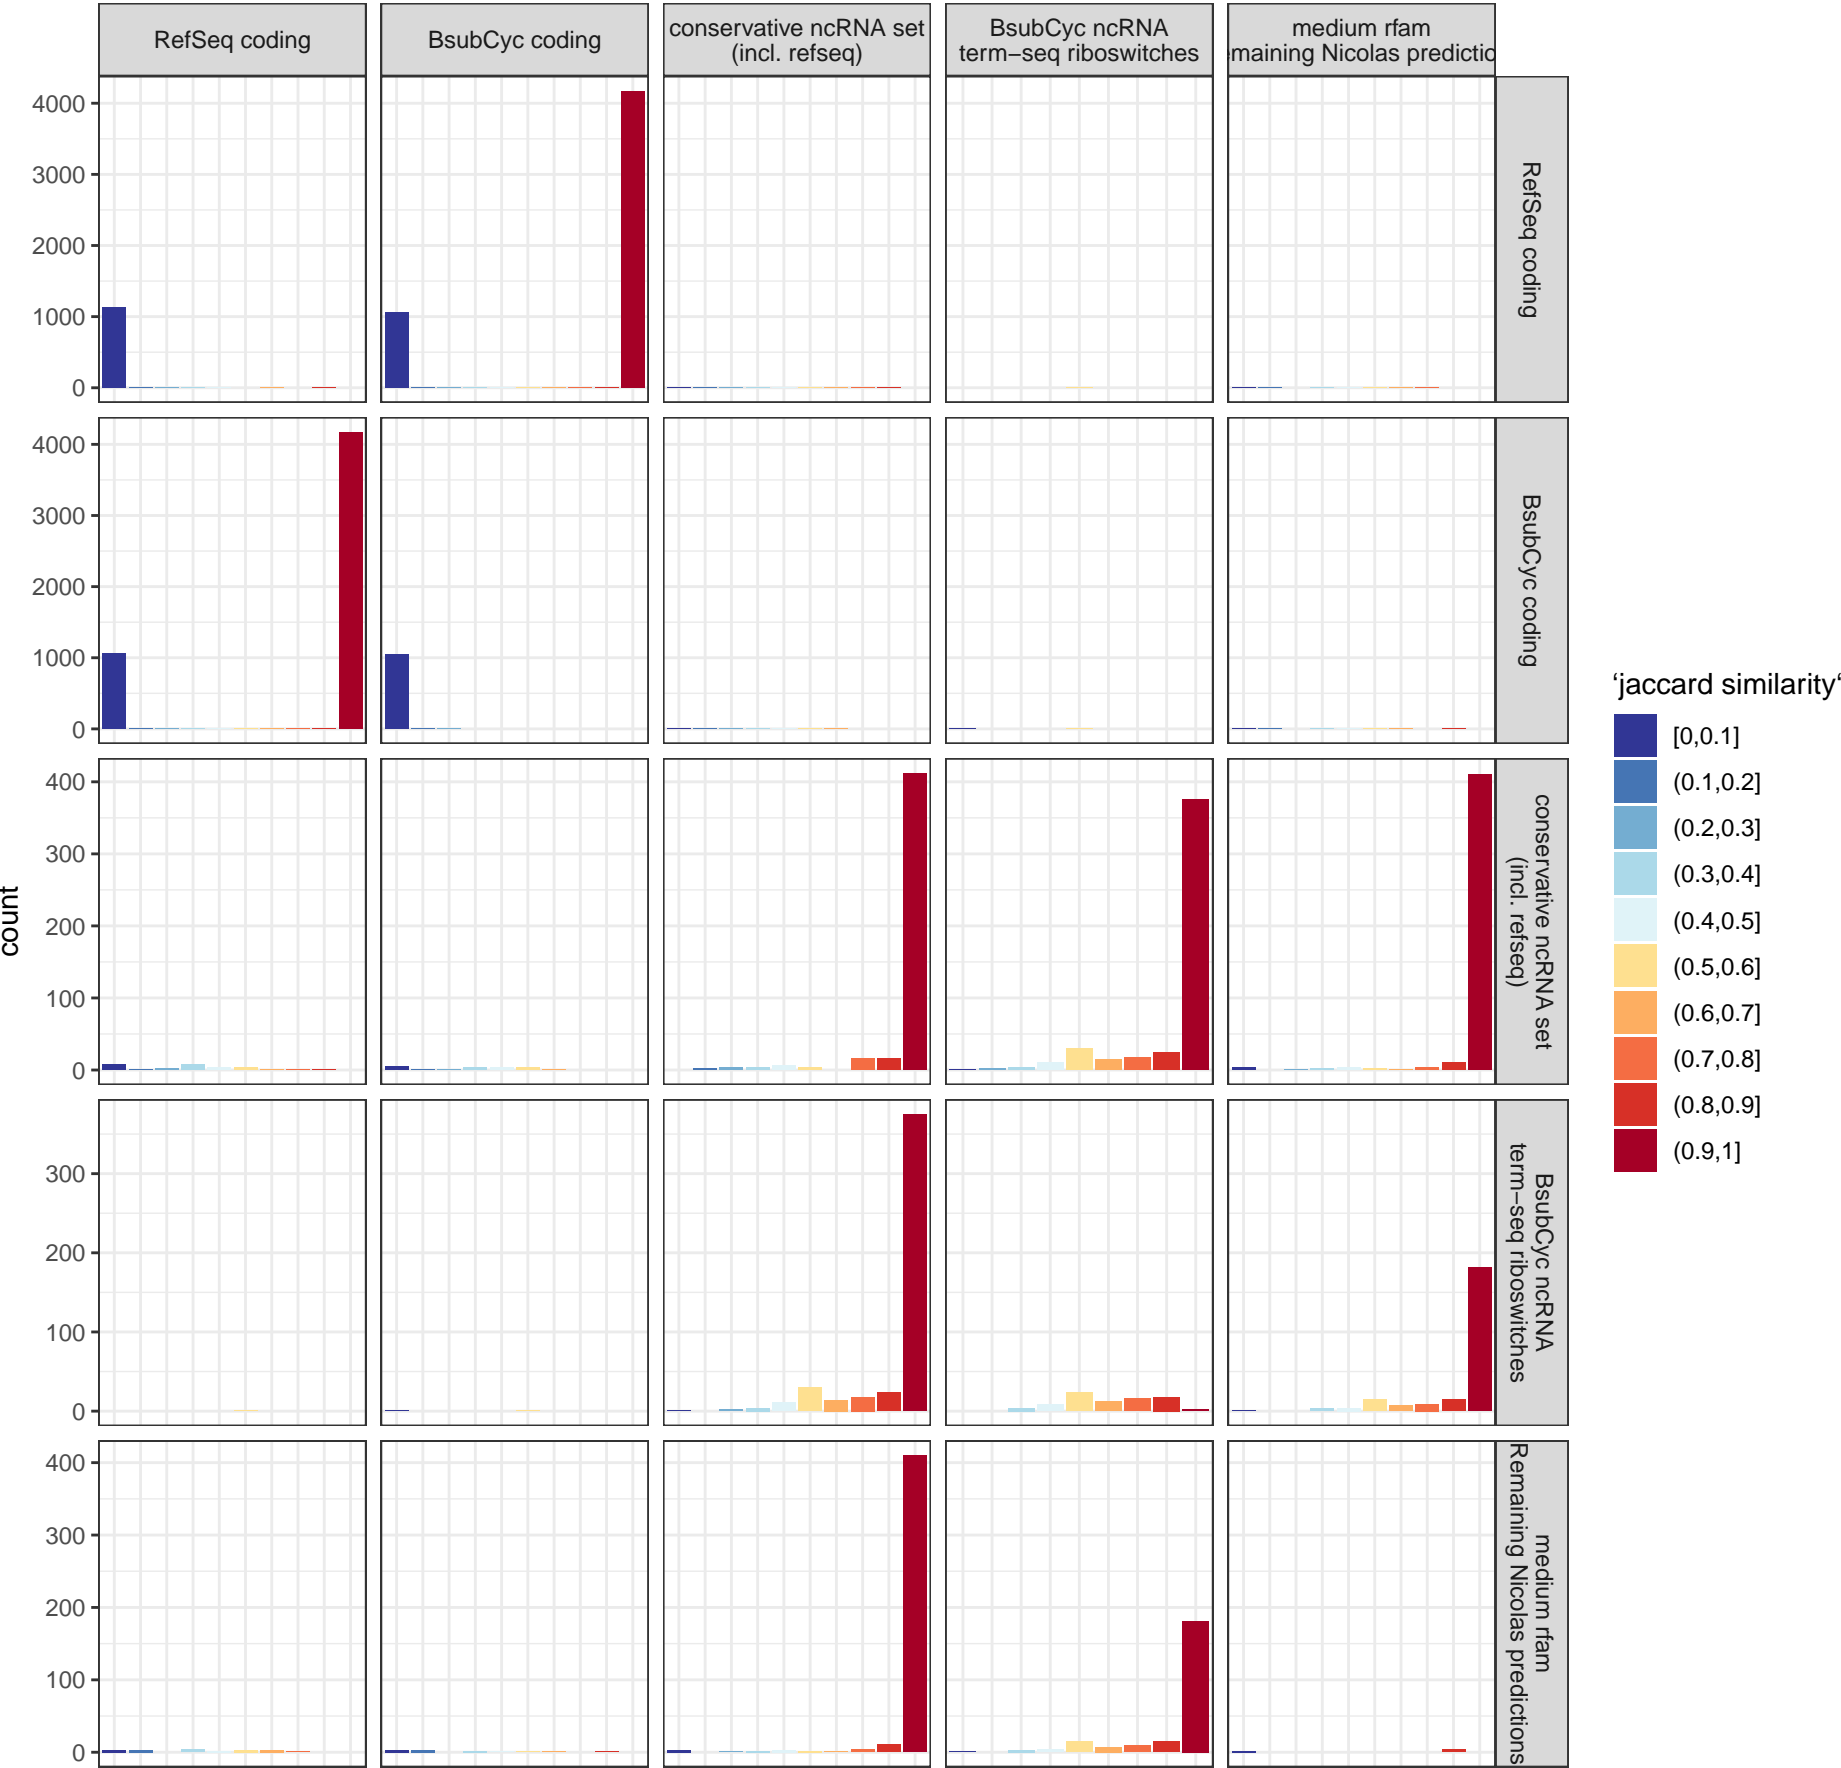 RefSeq coding
BsubCyc coding
conservative ncRNA set
(incl. refseq)
BsubCyc ncRNA
term−seq riboswitches
medium rfam
emaining Nicolas predictio
4000
3000
2000
1000
0
RefSeq coding
4000
3000
2000
1000
0
BsubCyc coding
400
300
200
100
0
conservative ncRNA set
(incl. refseq)
300
200
100
0
BsubCyc ncRNA
term−seq riboswitches
400
300
200
100
0
medium rfam
Remaining Nicolas predictions
count
‘jaccard similarity‘
[0,0.1]
(0.1,0.2]
(0.2,0.3]
(0.3,0.4]
(0.4,0.5]
(0.5,0.6]
(0.6,0.7]
(0.7,0.8]
(0.8,0.9]
(0.9,1]